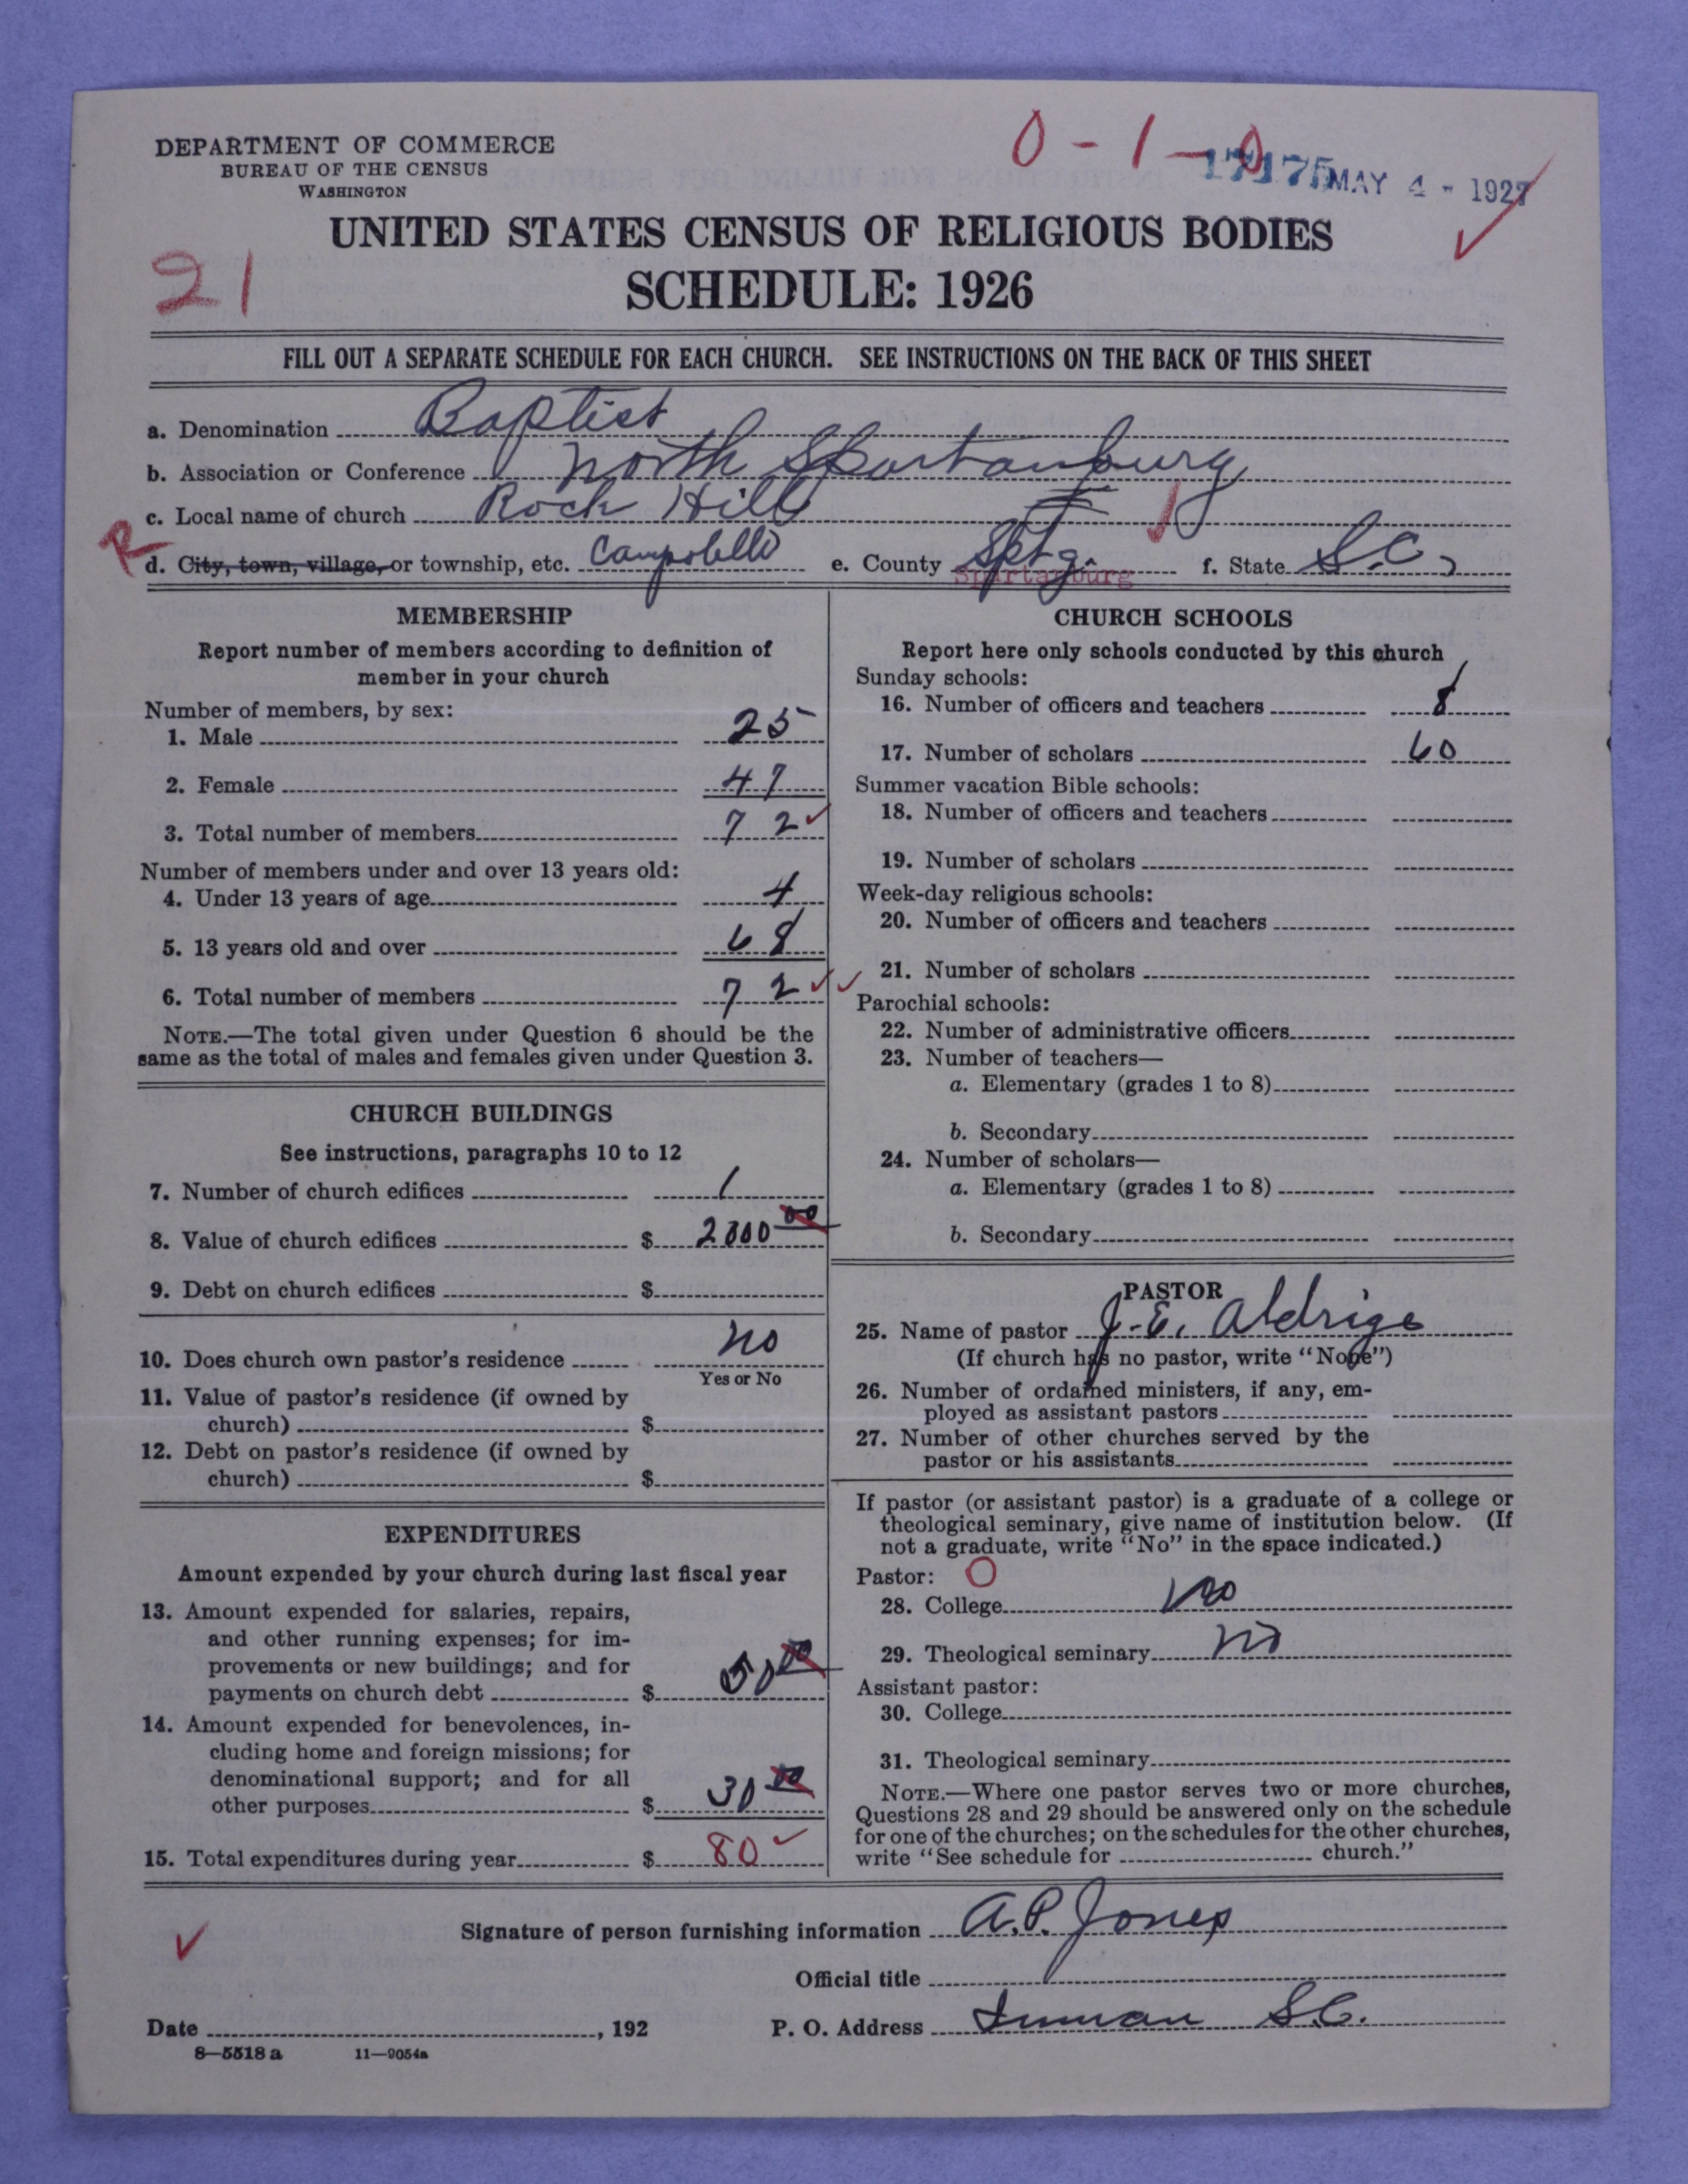 DEPARTMENT OF COMMERCE
BUREAU OF THE CENSUS
WASHINGTON
0 - 1 - 0
17175 MAY 4 - 1927
UNITED STATES CENSUS OF RELIGIOUS BODIES
21
SCHEDULE: 1926
FILL OUT A SEPARATE SCHEDULE FOR EACH CHURCH. SEE INSTRUCTIONS ON THE BACK OF THIS SHEET
a. Denomination Baptist
b. Association or Conference North Spartanburg
c. Local name of church Rock Hill
R
d. City, town, village, or township, etc. Campobello e. County Sptg. Spartanburg f. State S.C.
MEMBERSHIP
Report number of members according to definition of
member in your church
Number of members, by sex:
1. Male 25
2. Female 47
3. Total number of members 72
Number of members under and over 13 years old:
4. Under 13 years of age 4
5. 13 years old and over 68
6. Total number of members 72
NOTE.—The total given under Question 6 should be the
same as the total of males and females given under Question 3.
CHURCH BUILDINGS
See instructions, paragraphs 10 to 12
7. Number of church edifices 1
8. Value of church edifices $ 2000 00
9. Debt on church edifices $
10. Does church own pastor's residence no
Yes or No
11. Value of pastor's residence (if owned by
church) $
12. Debt on pastor's residence (if owned by
church) $
EXPENDITURES
Amount expended by your church during last fiscal year
13. Amount expended for salaries, repairs,
and other running expenses; for im-
provements or new buildings; and for
payments on church debt $ 50 00
14. Amount expended for benevolences, in-
cluding home and foreign missions; for
denominational support; and for all
other purposes $ 30 00
15. Total expenditures during year $ 80
CHURCH SCHOOLS
Report here only schools conducted by this church
Sunday schools:
16. Number of officers and teachers 8
17. Number of scholars 60
Summer vacation Bible schools:
18. Number of officers and teachers
19. Number of scholars
Week-day religious schools:
20. Number of officers and teachers
21. Number of scholars
Parochial schools:
22. Number of administrative officers
23. Number of teachers—
a. Elementary (grades 1 to 8)
b. Secondary
24. Number of scholars—
a. Elementary (grades 1 to 8)
b. Secondary
PASTOR
25. Name of pastor J. E. Aldrige
(If church has no pastor, write "None")
26. Number of ordained ministers, if any, em-
ployed as assistant pastors
27. Number of other churches served by the
pastor or his assistants
If pastor (or assistant pastor) is a graduate of a college or
theological seminary, give name of institution below. (If
not a graduate, write "No" in the space indicated.)
Pastor: O
28. College no
29. Theological seminary no
Assistant pastor:
30. College
31. Theological seminary
NOTE.—Where one pastor serves two or more churches,
Questions 28 and 29 should be answered only on the schedule
for one of the churches; on the schedules for the other churches,
write "See schedule for church."
Signature of person furnishing information A. P. Jones
Official title
Date , 192 P. O. Address Inman S.C.
8—5518 a 11—9054a